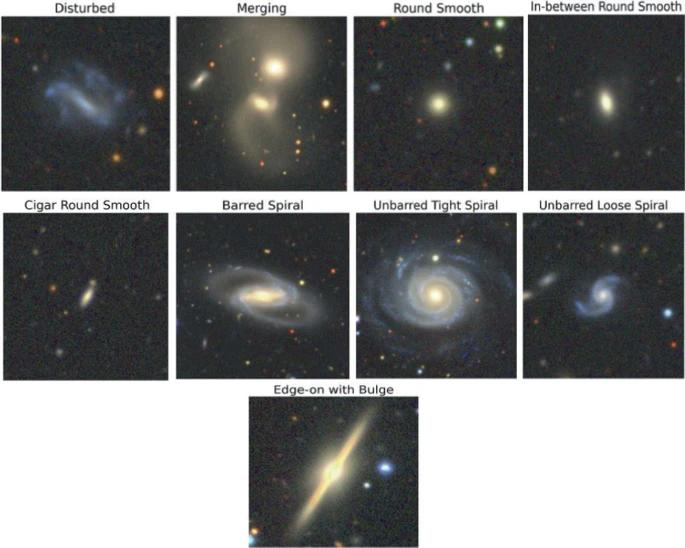 Disturbed
Merging
Round Smooth
In-between Round Smooth
Cigar Round Smooth
Barred Spiral
Unbarred Tight Spiral
Unbarred Loose Spiral
Edge-on with Bulge